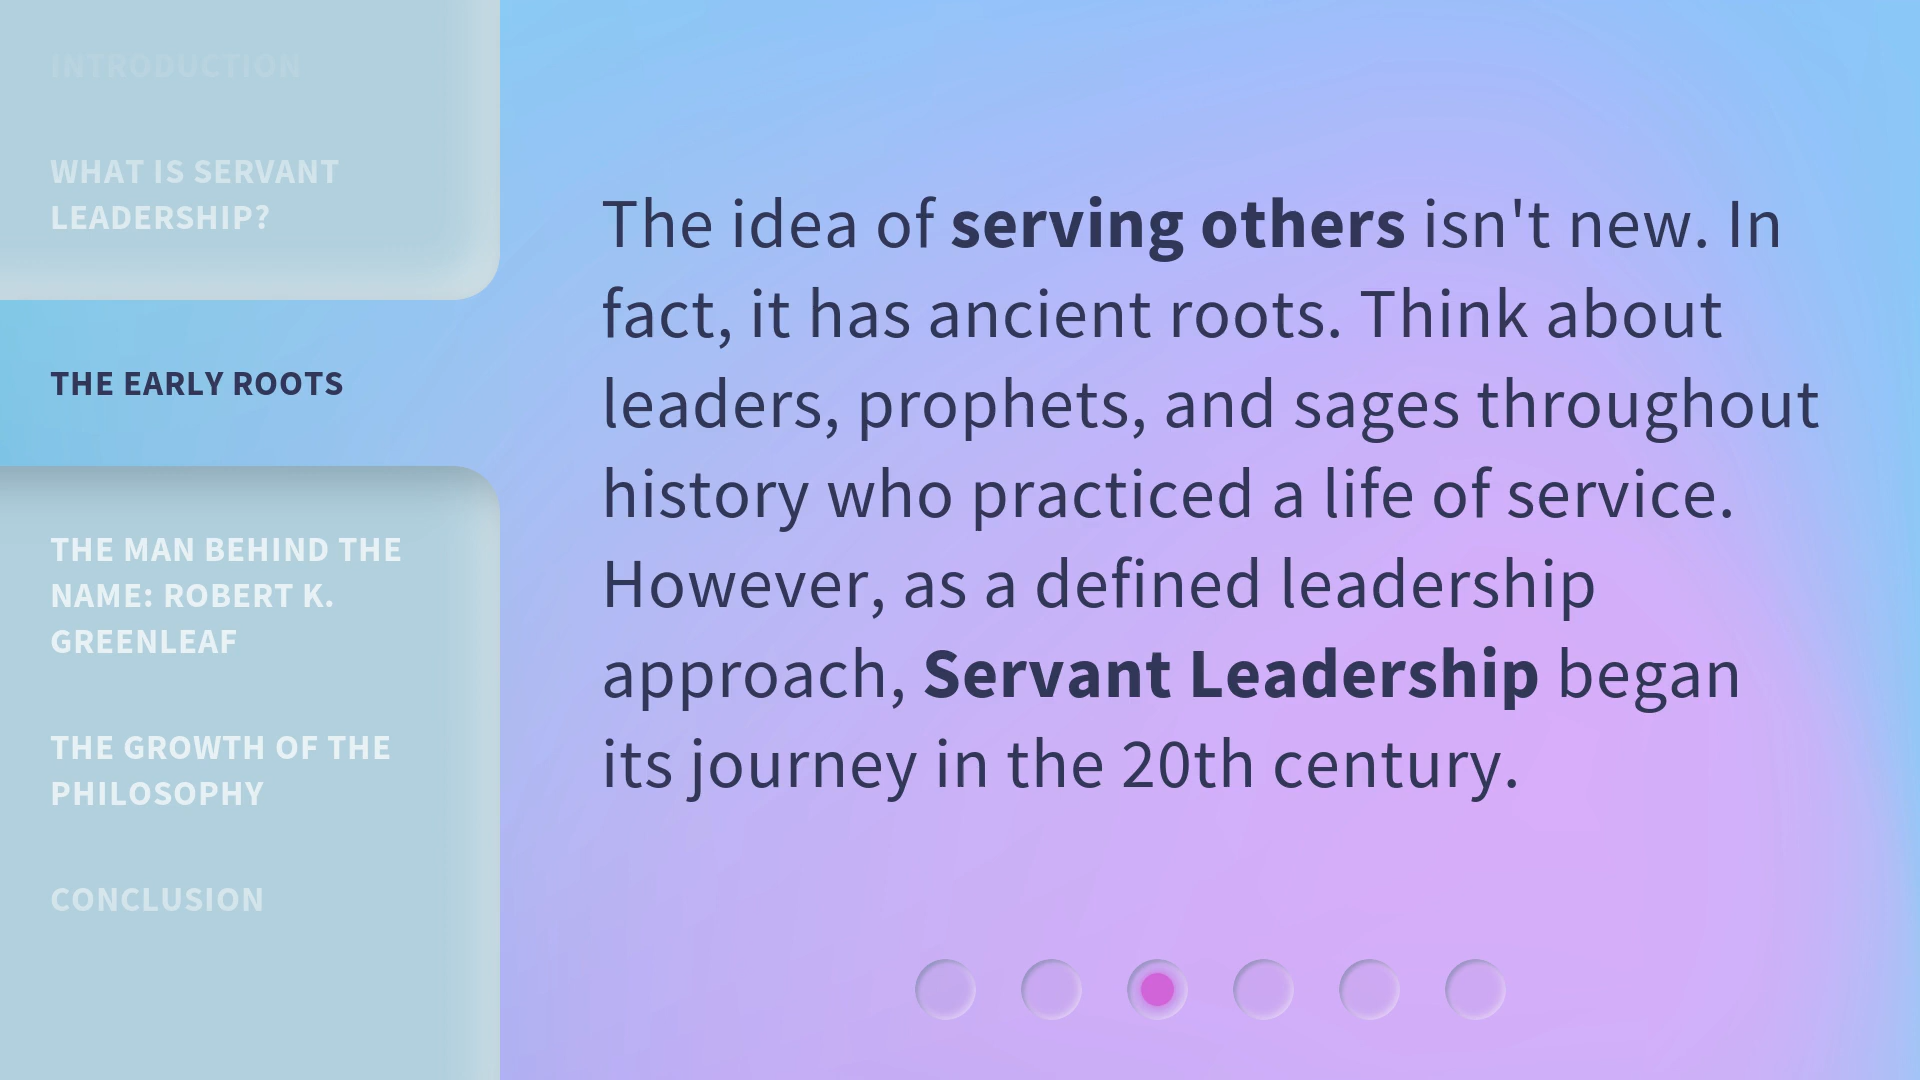 INTRODUCTION
WHAT IS SERVANT
LEADERSHIP?
THE EARLY ROOTS
THE MAN BEHIND THE
NAME: ROBERT K.
GREENLEAF
THE GROWTH OF THE
PHILOSOPHY
CONCLUSION
The idea of serving others isn't new. In
fact, it has ancient roots. Think about
leaders, prophets, and sages throughout
history who practiced a life of service.
However, as a defined leadership
approach, Servant Leadership began
its journey in the 20th century.